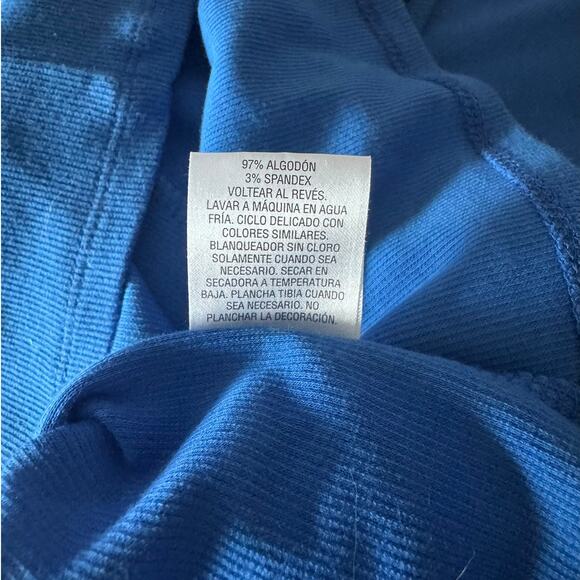 97% ALGODÓN
3% SPANDEX
VOLTEAR AL REVÉS.
LAVAR A MÁQUINA EN AGUA
FRÍA. CICLO DELICADO CON
COLORES SIMILARES.
BLANQUEADOR SIN CLORO
SOLAMENTE CUANDO SEA
NECESARIO. SECAR EN
SECADORA A TEMPERATURA
BAJA. PLANCHA TIBIA CUANDO
SEA NECESARIO. NO
PLANCHAR LA DECORACIÓN.